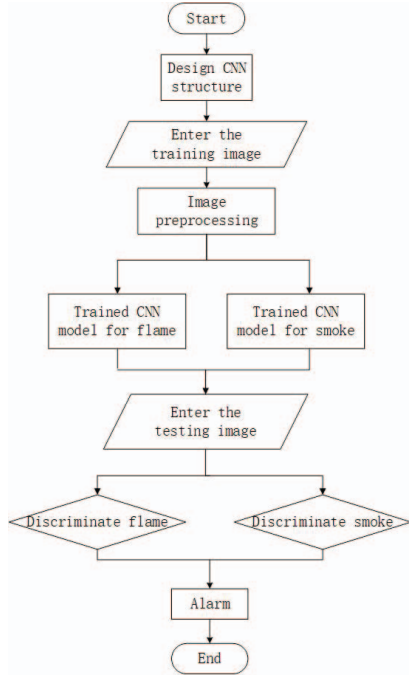 Start
Design CNN
structure
Enter the
training image
Image
preprocessing
Trained CNN
model for flame
Trained CNN
model for smoke
Enter the
testing image
Discriminate flame
Discriminate smoke
Alarm
End